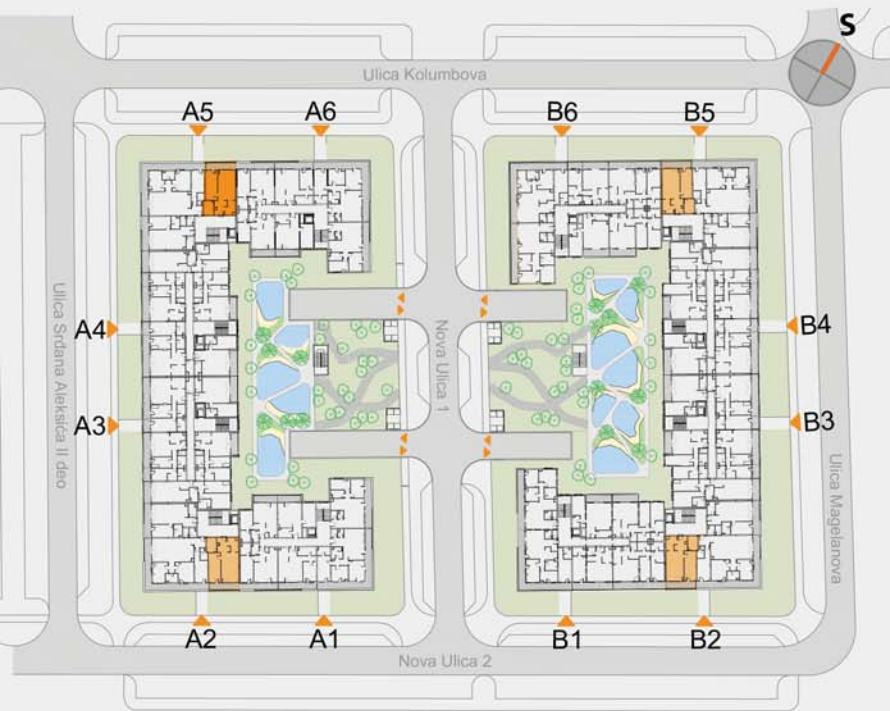 S
Ulica Kolumbova
A5
A6
B6
B5
Ulica Srđana Aleksića II deo
A4
Nova Ulica 1
B4
A3
B3
Ulica Magelanova
A2
A1
B1
B2
Nova Ulica 2